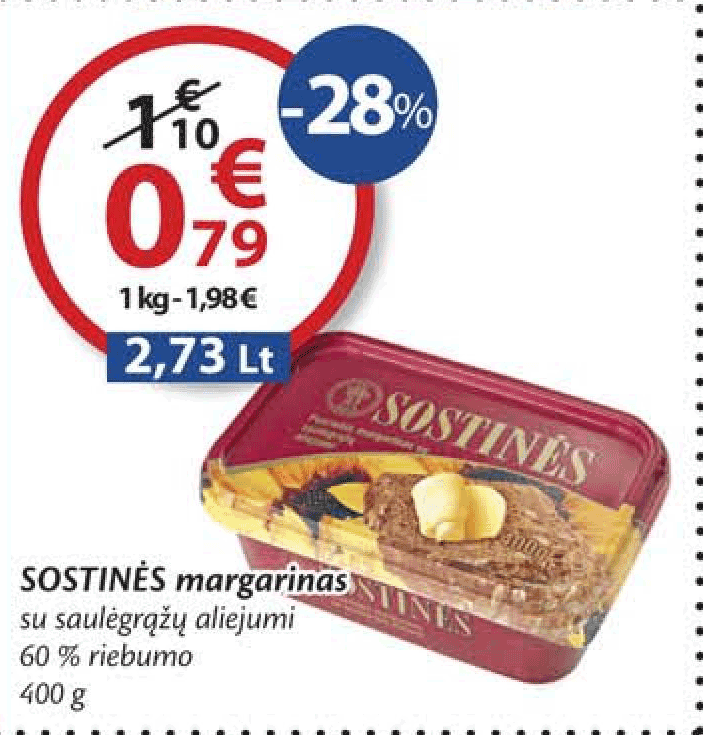 1€10
-28%
0€79
1 kg - 1,98 €
2,73 Lt
SOSTINĖS
SOSTINĖS
SOSTINĖS margarinas
su saulėgrąžų aliejumi
60 % riebumo
400 g